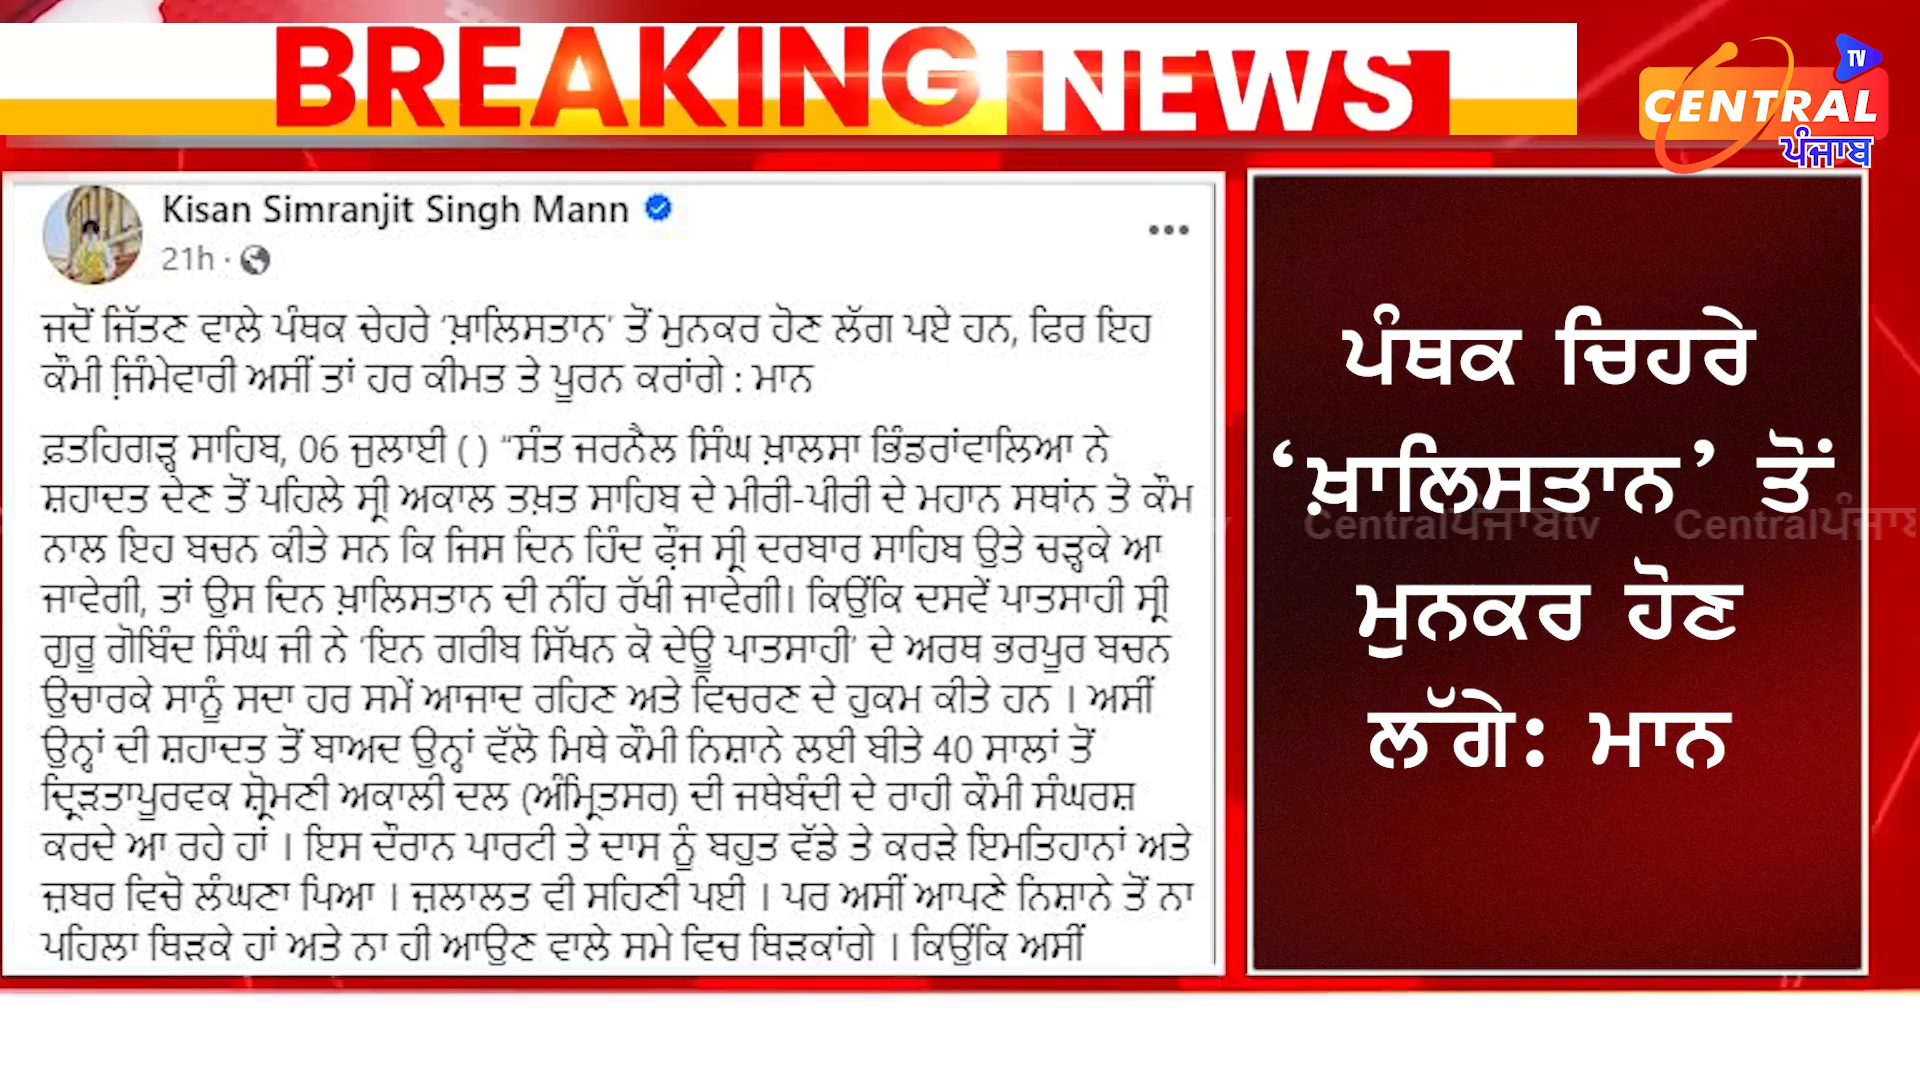 BREAKING NEWS
TV
CENTRAL
ਪੰਜਾਬ
Kisan Simranjit Singh Mann
21h ·
ਜਦੋਂ ਜਿੱਤਣ ਵਾਲੇ ਪੰਥਕ ਚੇਹਰੇ ‘ਖ਼ਾਲਿਸਤਾਨ’ ਤੋਂ ਮੁਨਕਰ ਹੋਣ ਲੱਗ ਪਏ ਹਨ, ਫਿਰ ਇਹ
ਕੌਮੀ ਜਿੰਮੇਵਾਰੀ ਅਸੀਂ ਤਾਂ ਹਰ ਕੀਮਤ ਤੇ ਪੂਰਨ ਕਰਾਂਗੇ : ਮਾਨ
ਫ਼ਤਹਿਗੜ੍ਹ ਸਾਹਿਬ, 06 ਜੁਲਾਈ ( ) “ਸੰਤ ਜਰਨੈਲ ਸਿੰਘ ਖ਼ਾਲਸਾ ਭਿੰਡਰਾਂਵਾਲਿਆ ਨੇ
ਸ਼ਹਾਦਤ ਦੇਣ ਤੋਂ ਪਹਿਲੇ ਸ੍ਰੀ ਅਕਾਲ ਤਖ਼ਤ ਸਾਹਿਬ ਦੇ ਮੀਰੀ-ਪੀਰੀ ਦੇ ਮਹਾਨ ਸਥਾਂਨ ਤੋ ਕੌਮ
ਨਾਲ ਇਹ ਬਚਨ ਕੀਤੇ ਸਨ ਕਿ ਜਿਸ ਦਿਨ ਹਿੰਦ ਫ਼ੌਜ ਸ੍ਰੀ ਦਰਬਾਰ ਸਾਹਿਬ ਉਤੇ ਚੜ੍ਹਕੇ ਆ
ਜਾਵੇਗੀ, ਤਾਂ ਉਸ ਦਿਨ ਖ਼ਾਲਿਸਤਾਨ ਦੀ ਨੀਂਹ ਰੱਖੀ ਜਾਵੇਗੀ। ਕਿਉਂਕਿ ਦਸਵੇਂ ਪਾਤਸਾਹੀ ਸ੍ਰੀ
ਗੁਰੂ ਗੋਬਿੰਦ ਸਿੰਘ ਜੀ ਨੇ ‘ਇਨ ਗਰੀਬ ਸਿੱਖਨ ਕੋ ਦੇਊ ਪਾਤਸਾਹੀ’ ਦੇ ਅਰਥ ਭਰਪੂਰ ਬਚਨ
ਉਚਾਰਕੇ ਸਾਨੂੰ ਸਦਾ ਹਰ ਸਮੇਂ ਆਜਾਦ ਰਹਿਣ ਅਤੇ ਵਿਚਰਣ ਦੇ ਹੁਕਮ ਕੀਤੇ ਹਨ । ਅਸੀਂ
ਉਨ੍ਹਾਂ ਦੀ ਸ਼ਹਾਦਤ ਤੋਂ ਬਾਅਦ ਉਨ੍ਹਾਂ ਵੱਲੋ ਮਿਥੇ ਕੌਮੀ ਨਿਸ਼ਾਨੇ ਲਈ ਬੀਤੇ 40 ਸਾਲਾਂ ਤੋਂ
ਦ੍ਰਿੜਤਾਪੂਰਵਕ ਸ਼੍ਰੋਮਣੀ ਅਕਾਲੀ ਦਲ (ਅੰਮ੍ਰਿਤਸਰ) ਦੀ ਜਥੇਬੰਦੀ ਦੇ ਰਾਹੀ ਕੌਮੀ ਸੰਘਰਸ਼
ਕਰਦੇ ਆ ਰਹੇ ਹਾਂ । ਇਸ ਦੌਰਾਨ ਪਾਰਟੀ ਤੇ ਦਾਸ ਨੂੰ ਬਹੁਤ ਵੱਡੇ ਤੇ ਕਰੜੇ ਇਮਤਿਹਾਨਾਂ ਅਤੇ
ਜ਼ਬਰ ਵਿਚੋ ਲੰਘਣਾ ਪਿਆ । ਜ਼ਲਾਲਤ ਵੀ ਸਹਿਣੀ ਪਈ । ਪਰ ਅਸੀਂ ਆਪਣੇ ਨਿਸ਼ਾਨੇ ਤੋਂ ਨਾ
ਪਹਿਲਾ ਥਿੜਕੇ ਹਾਂ ਅਤੇ ਨਾ ਹੀ ਆਉਣ ਵਾਲੇ ਸਮੇ ਵਿਚ ਥਿੜਕਾਂਗੇ । ਕਿਉਂਕਿ ਅਸੀਂ
ਪੰਥਕ ਚਿਹਰੇ
‘ਖ਼ਾਲਿਸਤਾਨ’ ਤੋਂ
Centralਪੰਜਾਬtv Centralਪੰਜਾਬ
ਮੁਨਕਰ ਹੋਣ
ਲੱਗੇ: ਮਾਨ